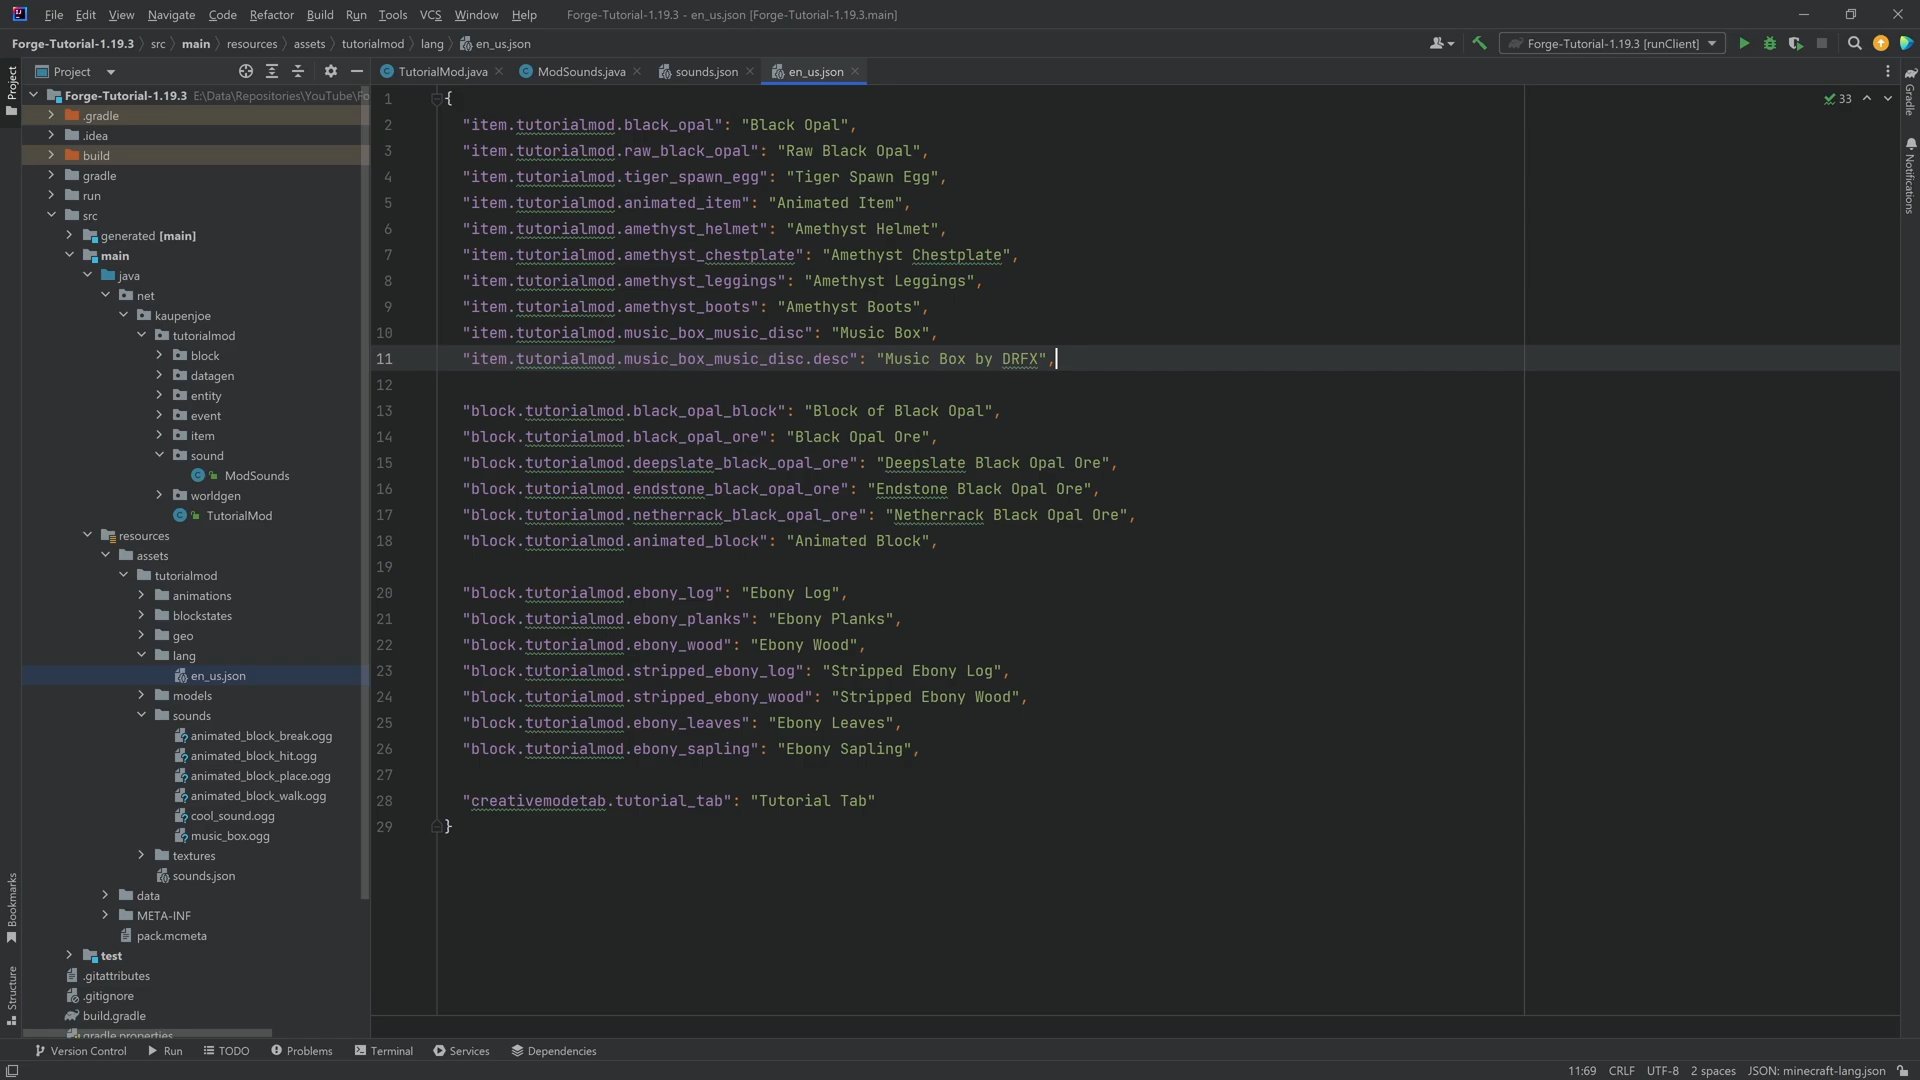 File Edit View Navigate Code Refactor Build Run Tools VCS Window Help Forge-Tutorial-1.19.3 - en_us.json [Forge-Tutorial-1.19.3.main]
Forge-Tutorial-1.19.3 src main resources assets tutorialmod lang en_us.json Forge-Tutorial-1.19.3 [runClient]
Project
TutorialMod.java ModSounds.java sounds.json en_us.json
Project
Bookmarks
Structure
Forge-Tutorial-1.19.3 E:\Data\Repositories\YouTube\Fo
.gradle
.idea
build
gradle
run
src
generated [main]
main
java
net
kaupenjoe
tutorialmod
block
datagen
entity
event
item
sound
ModSounds
worldgen
TutorialMod
resources
assets
tutorialmod
animations
blockstates
geo
lang
en_us.json
models
sounds
animated_block_break.ogg
animated_block_hit.ogg
animated_block_place.ogg
animated_block_walk.ogg
cool_sound.ogg
music_box.ogg
textures
sounds.json
data
META-INF
pack.mcmeta
test
.gitattributes
.gitignore
build.gradle
gradle.properties
1 {
2 "item.tutorialmod.black_opal": "Black Opal",
3 "item.tutorialmod.raw_black_opal": "Raw Black Opal",
4 "item.tutorialmod.tiger_spawn_egg": "Tiger Spawn Egg",
5 "item.tutorialmod.animated_item": "Animated Item",
6 "item.tutorialmod.amethyst_helmet": "Amethyst Helmet",
7 "item.tutorialmod.amethyst_chestplate": "Amethyst Chestplate",
8 "item.tutorialmod.amethyst_leggings": "Amethyst Leggings",
9 "item.tutorialmod.amethyst_boots": "Amethyst Boots",
10 "item.tutorialmod.music_box_music_disc": "Music Box",
11 "item.tutorialmod.music_box_music_disc.desc": "Music Box by DRFX",
12
13 "block.tutorialmod.black_opal_block": "Block of Black Opal",
14 "block.tutorialmod.black_opal_ore": "Black Opal Ore",
15 "block.tutorialmod.deepslate_black_opal_ore": "Deepslate Black Opal Ore",
16 "block.tutorialmod.endstone_black_opal_ore": "Endstone Black Opal Ore",
17 "block.tutorialmod.netherrack_black_opal_ore": "Netherrack Black Opal Ore",
18 "block.tutorialmod.animated_block": "Animated Block",
19
20 "block.tutorialmod.ebony_log": "Ebony Log",
21 "block.tutorialmod.ebony_planks": "Ebony Planks",
22 "block.tutorialmod.ebony_wood": "Ebony Wood",
23 "block.tutorialmod.stripped_ebony_log": "Stripped Ebony Log",
24 "block.tutorialmod.stripped_ebony_wood": "Stripped Ebony Wood",
25 "block.tutorialmod.ebony_leaves": "Ebony Leaves",
26 "block.tutorialmod.ebony_sapling": "Ebony Sapling",
27
28 "creativemodetab.tutorial_tab": "Tutorial Tab"
29 }
33
Gradle
Notifications
Version Control Run TODO Problems Terminal Services Dependencies
11:69 CRLF UTF-8 2 spaces JSON: minecraft-lang.json